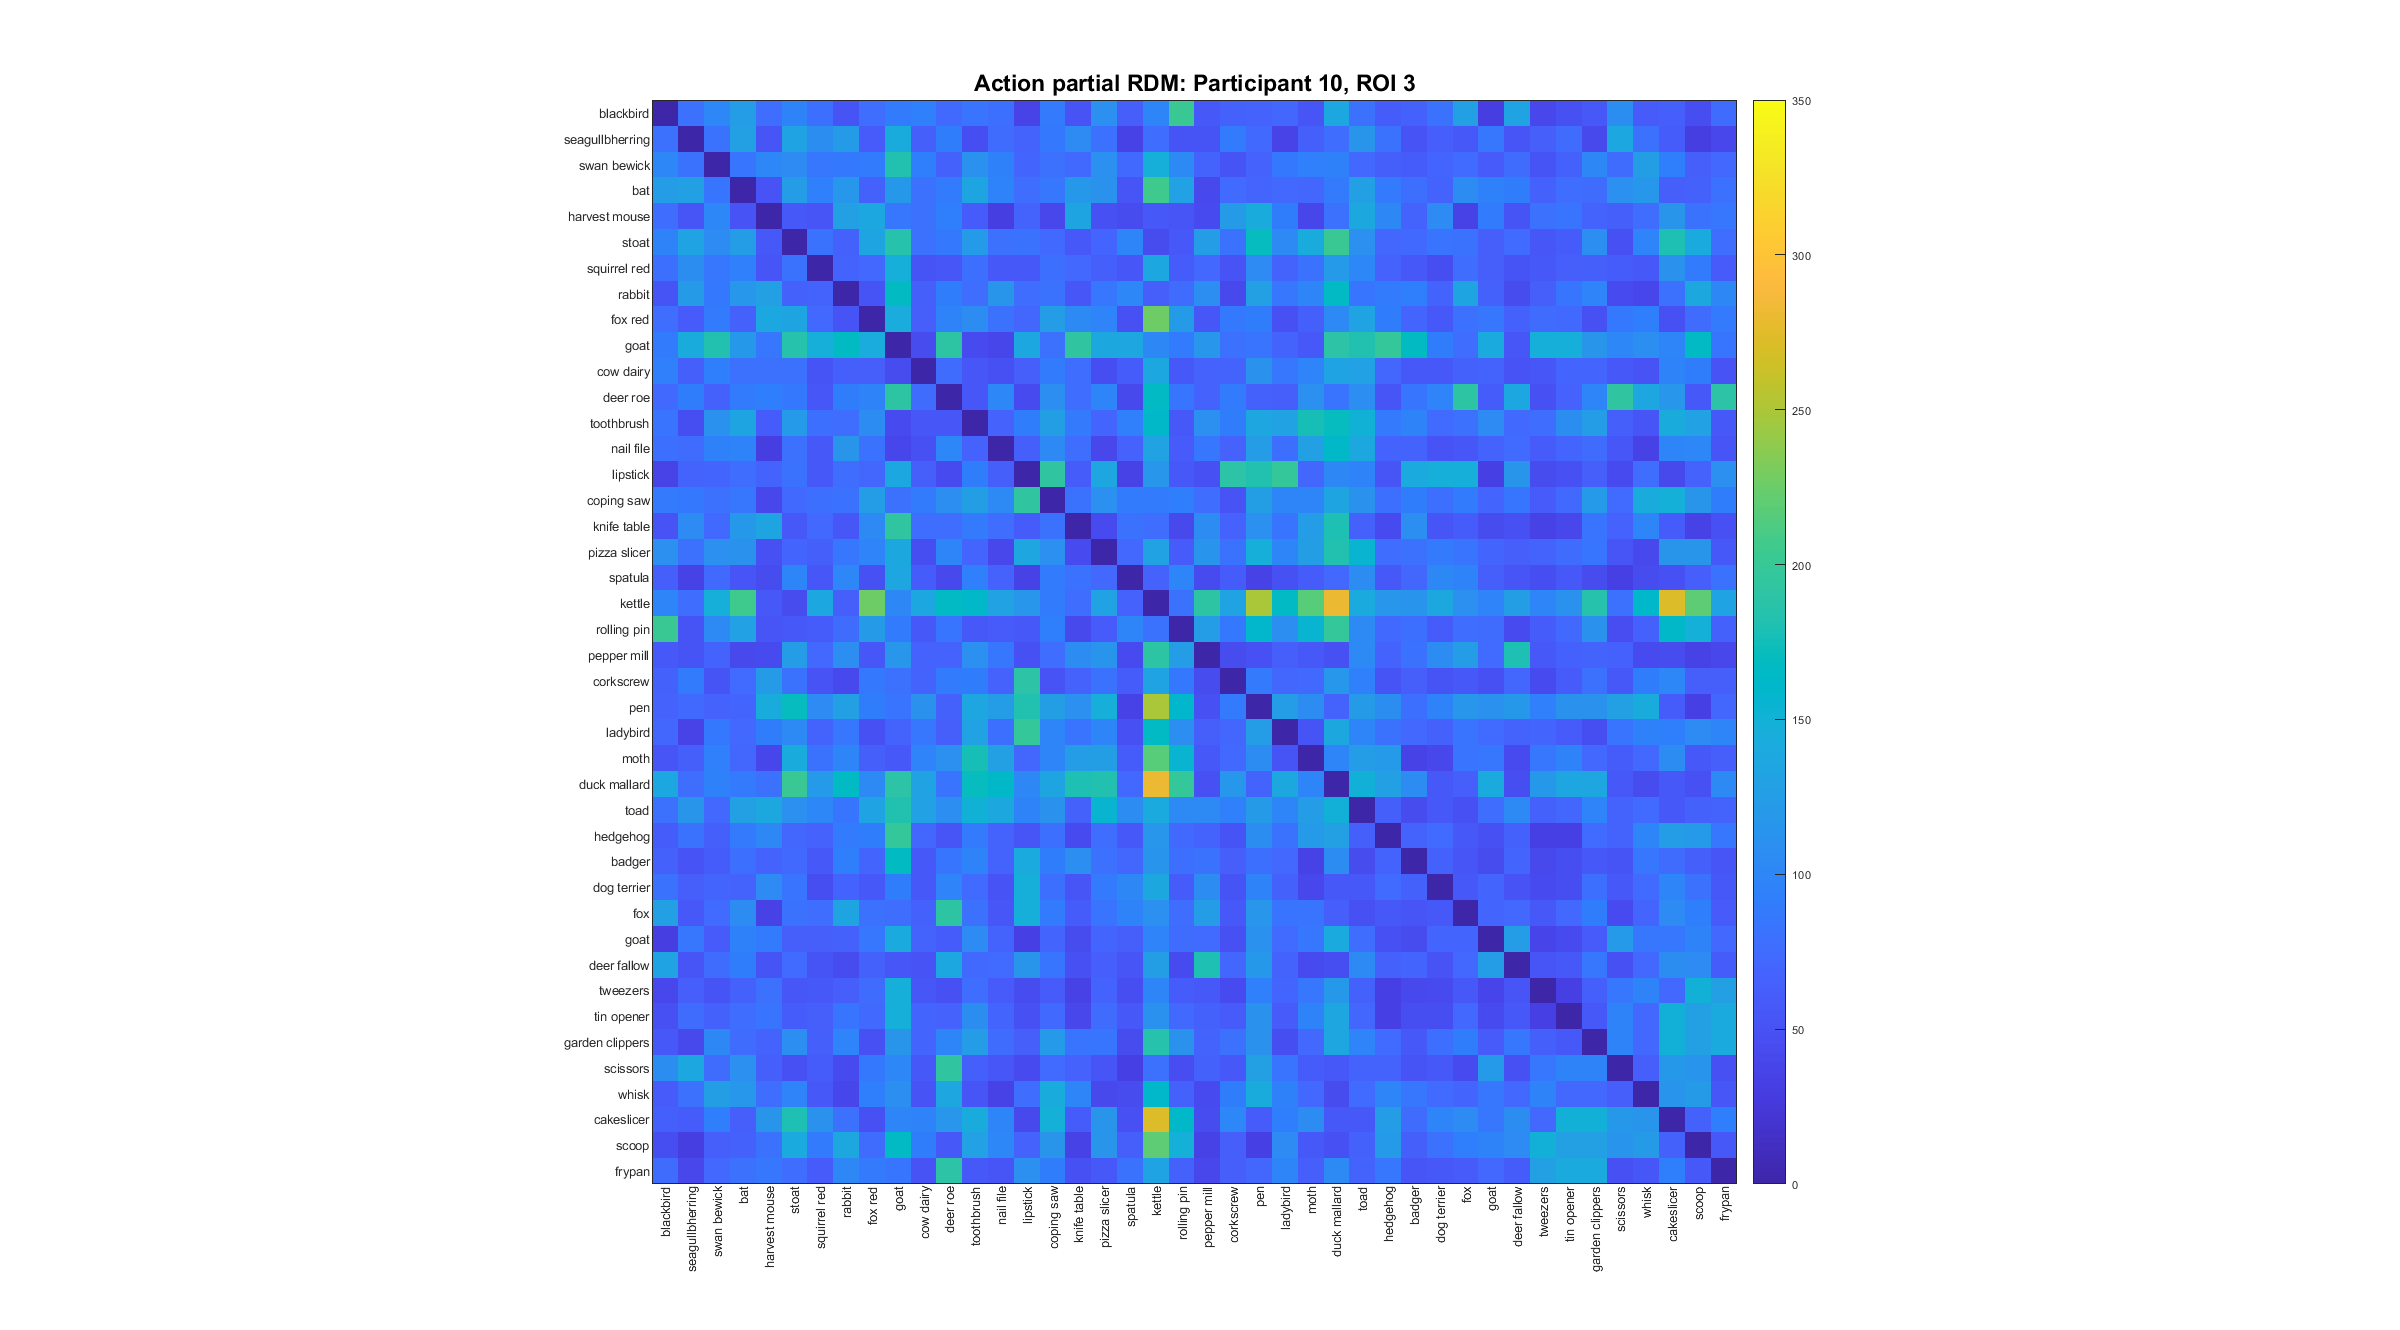 Action partial RDM: Participant 10, ROI 3
blackbird
seagullbherring
swan bewick
bat
harvest mouse
stoat
squirrel red
rabbit
fox red
goat
cow dairy
deer roe
toothbrush
nail file
lipstick
coping saw
knife table
pizza slicer
spatula
kettle
rolling pin
pepper mill
corkscrew
pen
ladybird
moth
duck mallard
toad
hedgehog
badger
dog terrier
fox
goat
deer fallow
tweezers
tin opener
garden clippers
scissors
whisk
cakeslicer
scoop
frypan
350
300
250
200
150
100
50
0
blackbird
seagullbherring
swan bewick
bat
harvest mouse
stoat
squirrel red
rabbit
fox red
goat
cow dairy
deer roe
toothbrush
nail file
lipstick
coping saw
knife table
pizza slicer
spatula
kettle
rolling pin
pepper mill
corkscrew
pen
ladybird
moth
duck mallard
toad
hedgehog
badger
dog terrier
fox
goat
deer fallow
tweezers
tin opener
garden clippers
scissors
whisk
cakeslicer
scoop
frypan